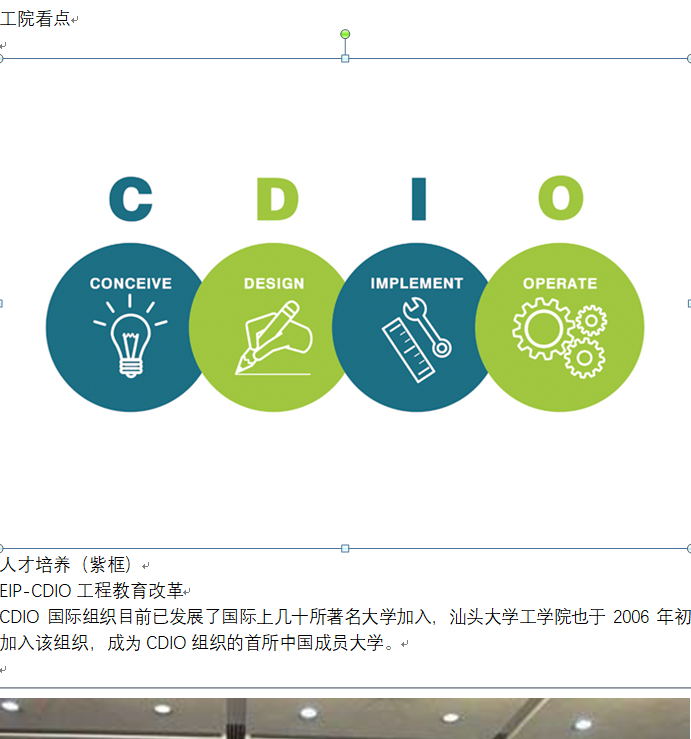 工院看点
C D I O
CONCEIVE DESIGN IMPLEMENT OPERATE
人才培养（紫框）
EIP-CDIO 工程教育改革
CDIO 国际组织目前已发展了国际上几十所著名大学加入，汕头大学工学院也于 2006 年初
加入该组织，成为 CDIO 组织的首所中国成员大学。